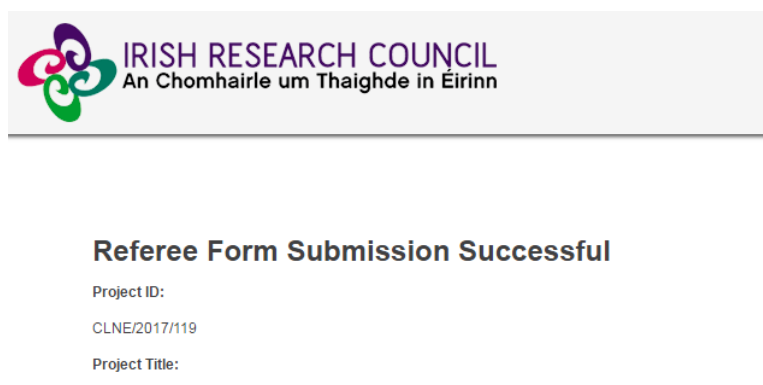 IRISH RESEARCH COUNCIL
An Chomhairle um Thaighde in Éirinn
Referee Form Submission Successful
Project ID:
CLNE/2017/119
Project Title: